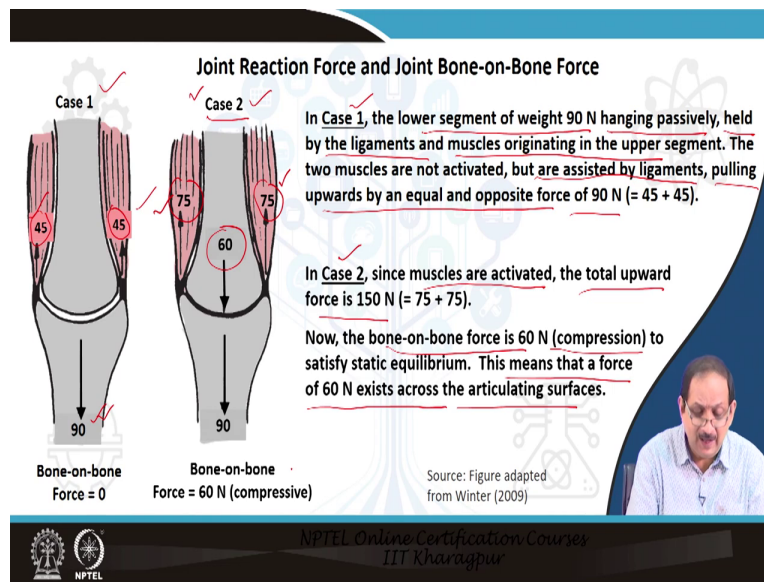 Joint Reaction Force and Joint Bone-on-Bone Force
Case 1
Case 2
45
45
90
75
75
60
90
Bone-on-bone
Force = 0
Bone-on-bone
Force = 60 N (compressive)
In Case 1, the lower segment of weight 90 N hanging passively, held
by the ligaments and muscles originating in the upper segment. The
two muscles are not activated, but are assisted by ligaments, pulling
upwards by an equal and opposite force of 90 N (= 45 + 45).
In Case 2, since muscles are activated, the total upward
force is 150 N (= 75 + 75).
Now, the bone-on-bone force is 60 N (compression) to
satisfy static equilibrium. This means that a force
of 60 N exists across the articulating surfaces.
Source: Figure adapted
from Winter (2009)
NPTEL
NPTEL Online Certification Courses
IIT Kharagpur